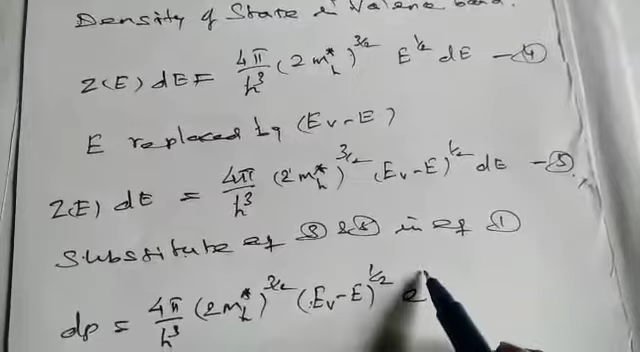 Density of State in Valence band.
Z(E) dE = 4π/h³ (2m*h)^3/2 E^1/2 dE — ④
E replaced by (Ev-E)
Z(E) dE = 4π/h³ (2m*h)^3/2 (Ev-E)^1/2 dE — ⑤
Substitute eq ③ & ⑤ in eq ①
dp = 4π/h³ (2m*h)^3/2 (Ev-E)^1/2 e